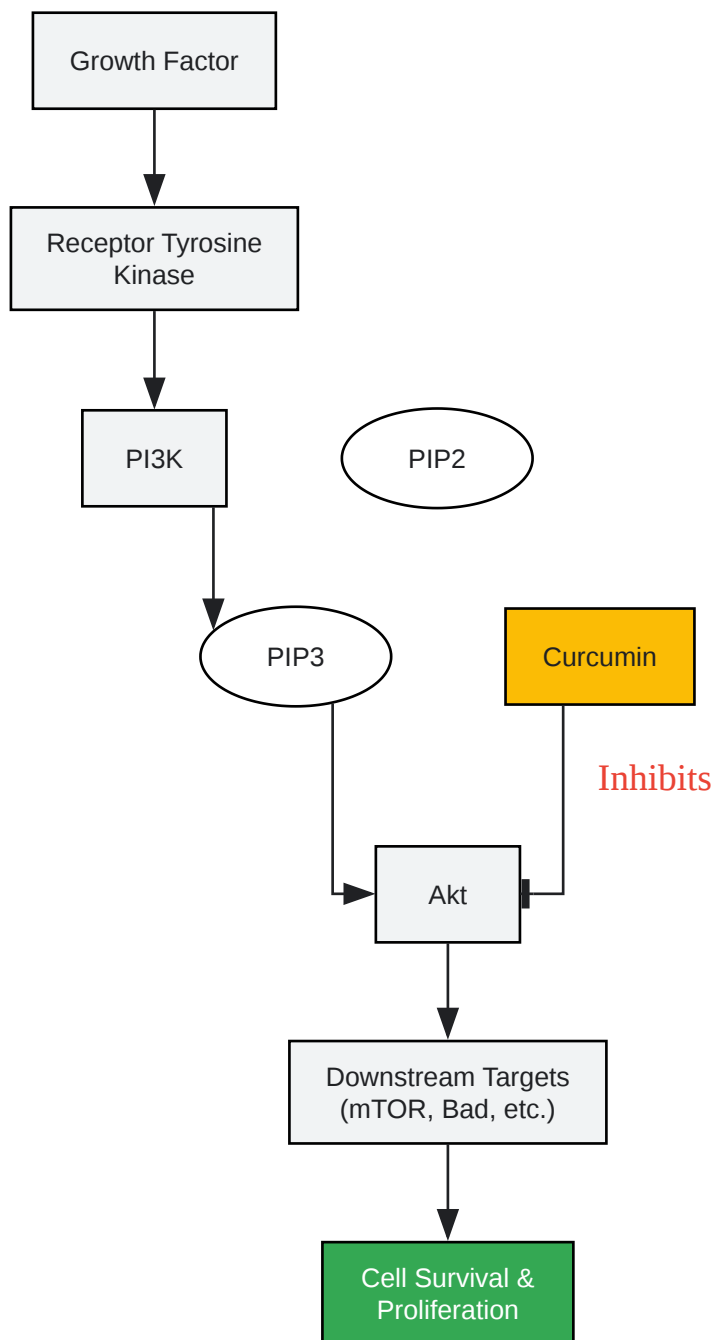 Growth Factor
Receptor Tyrosine
Kinase
PI3K
PIP2
PIP3
Curcumin
Inhibits
Akt
Downstream Targets
(mTOR, Bad, etc.)
Cell Survival &
Proliferation